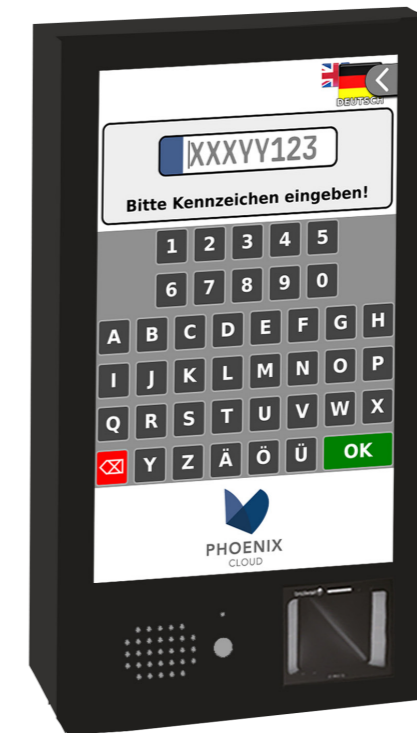 DEUTSCH
XXXYY123
Bitte Kennzeichen eingeben!
1 2 3 4 5
6 7 8 9 0
A B C D E F G H
I J K L M N O P
Q R S T U V W X
Y Z Ä Ö Ü OK
PHOENIX
CLOUD